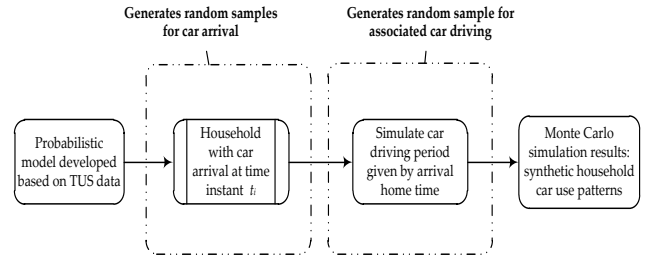 Generates random samples
for car arrival
Generates random sample for
associated car driving
Probabilistic
model developed
based on TUS data
Household
with car
arrival at time
instant ti
Simulate car
driving period
given by arrival
home time
Monte Carlo
simulation results:
synthetic household
car use patterns